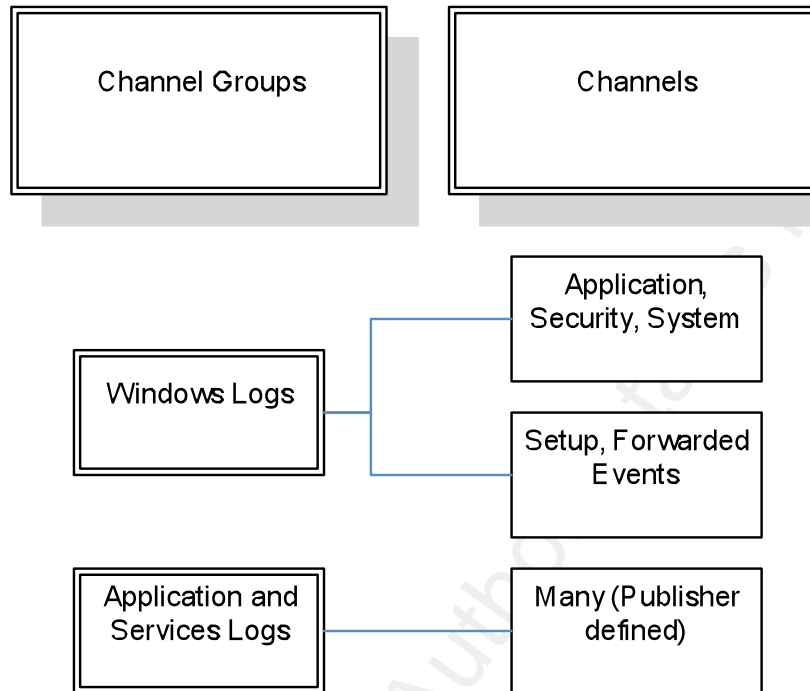 Channel Groups
Channels
Application,
Security, System
Windows Logs
Setup, Forwarded
Events
Application and
Services Logs
Many (Publisher
defined)